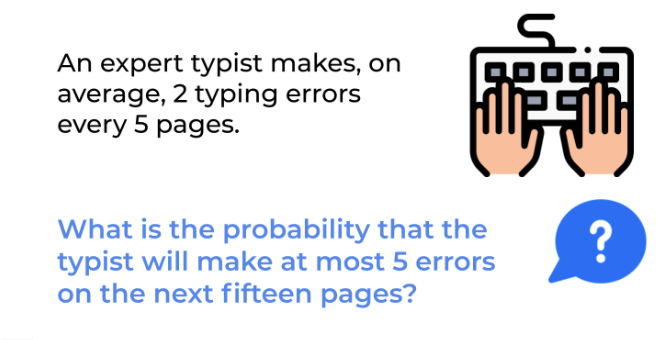 An expert typist makes, on
average, 2 typing errors
every 5 pages.
What is the probability that the
typist will make at most 5 errors
on the next fifteen pages?
?